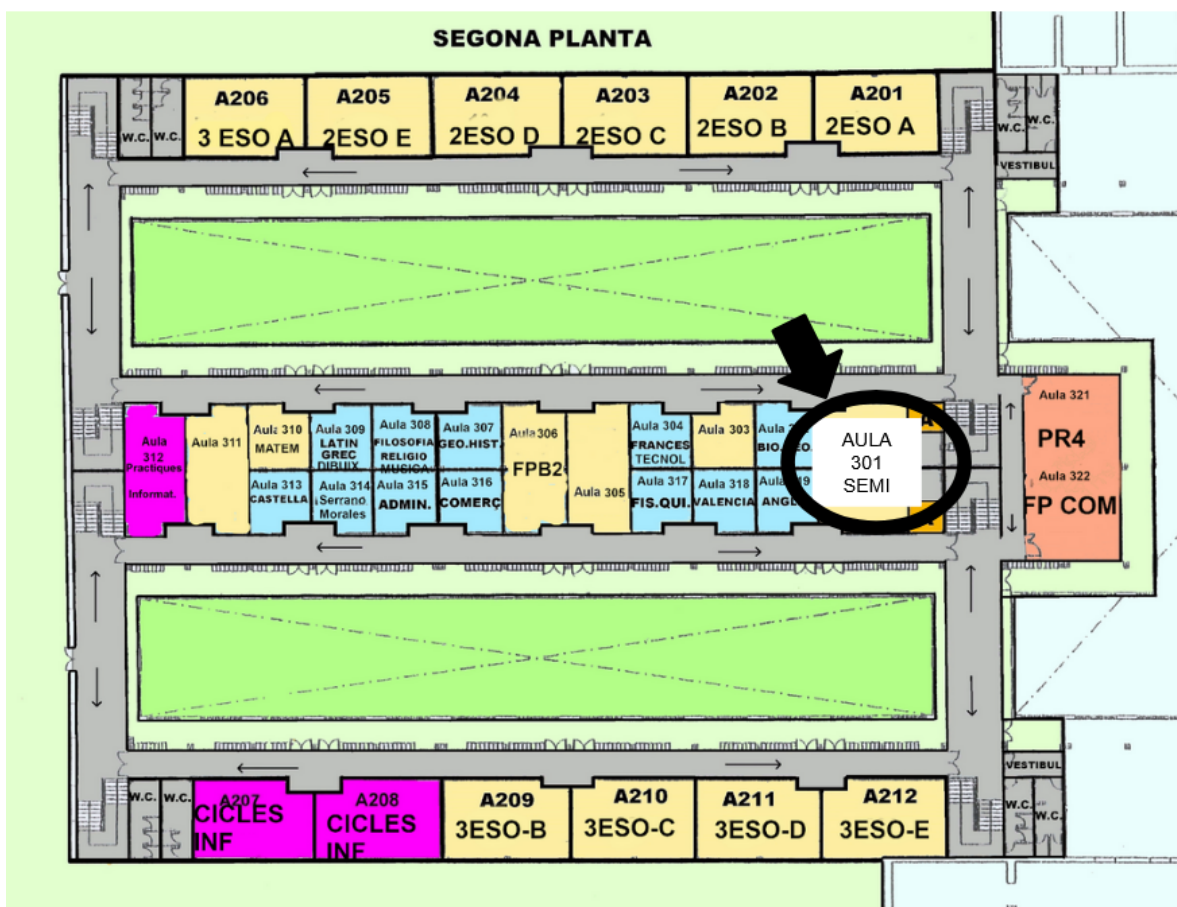 SEGONA PLANTA
A206
3 ESO A
A205
2ESO E
A204
2ESO D
A203
2ESO C
A202
2ESO B
A201
2ESO A
W.C.
W.C.
W.C.
W.C.
VESTIBUL
Aula
312
Practiques
Informat.
Aula 311
Aula 310
MATEM
Aula 309
LATIN
GREC
DIBUIX
Aula 308
FILOSOFIA
RELIGIO
MUSICA
Aula 307
GEO.HIST.
Aula 306
FPB2
Aula 305
Aula 304
FRANCES
TECNOL
Aula 303
Aula
BIO.
AULA
301
SEMI
Aula 313
CASTELLA
Aula 314
Serrano
Morales
Aula 315
ADMIN.
Aula 316
COMERÇ
Aula 317
FIS.QUI.
Aula 318
VALENCIA
Aula
Aula 321
PR4
Aula 322
FP COM
VESTIBUL
W.C.
W.C.
W.C.
W.C.
A207
CICLES
INF
A208
CICLES
INF
A209
3ESO-B
A210
3ESO-C
A211
3ESO-D
A212
3ESO-E